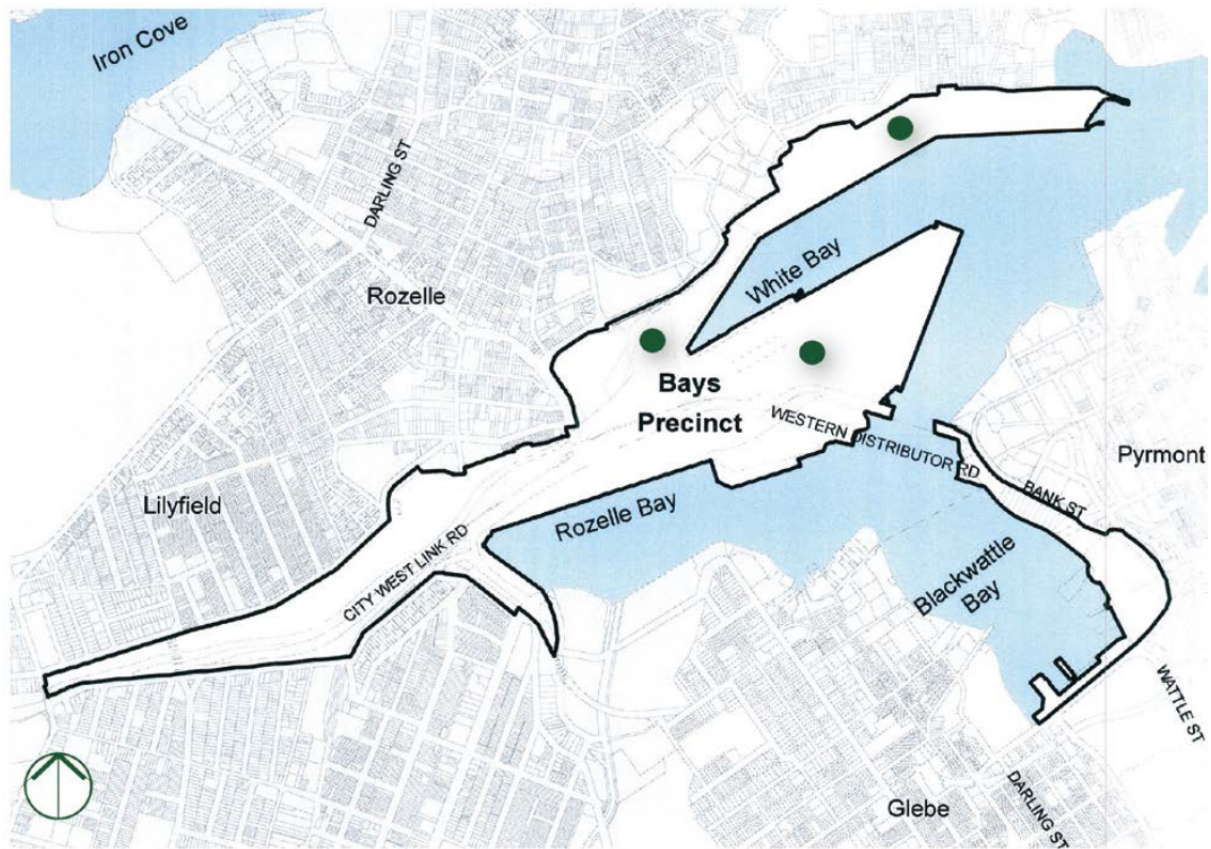 Iron Cove
DARLING ST
Rozelle
White Bay
Bays
Precinct
WESTERN DISTRIBUTOR RD
Pyrmont
BANK ST
Lilyfield
Rozelle Bay
CITY WEST LINK RD
Blackwattle
Bay
WATTLE ST
Glebe
DARLING ST